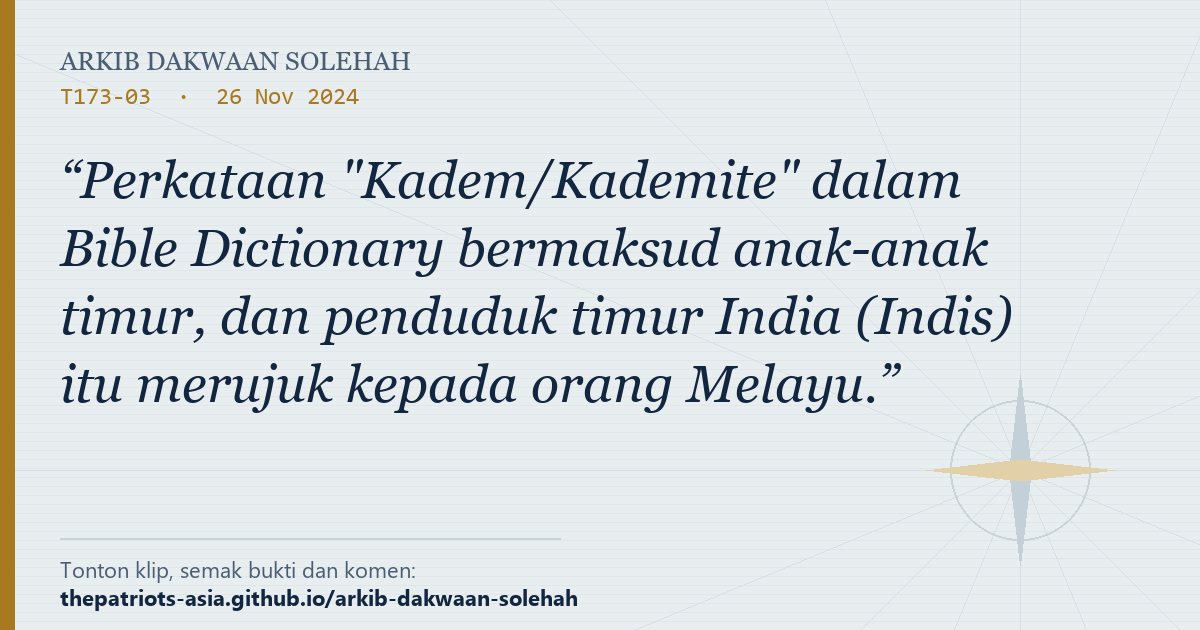 ARKIB DAKWAAN SOLEHAH
T173-03 · 26 Nov 2024
“Perkataan "Kadem/Kademite" dalam
Bible Dictionary bermaksud anak-anak
timur, dan penduduk timur India (Indis)
itu merujuk kepada orang Melayu.”
Tonton klip, semak bukti dan komen:
thepatriots-asia.github.io/arkib-dakwaan-solehah